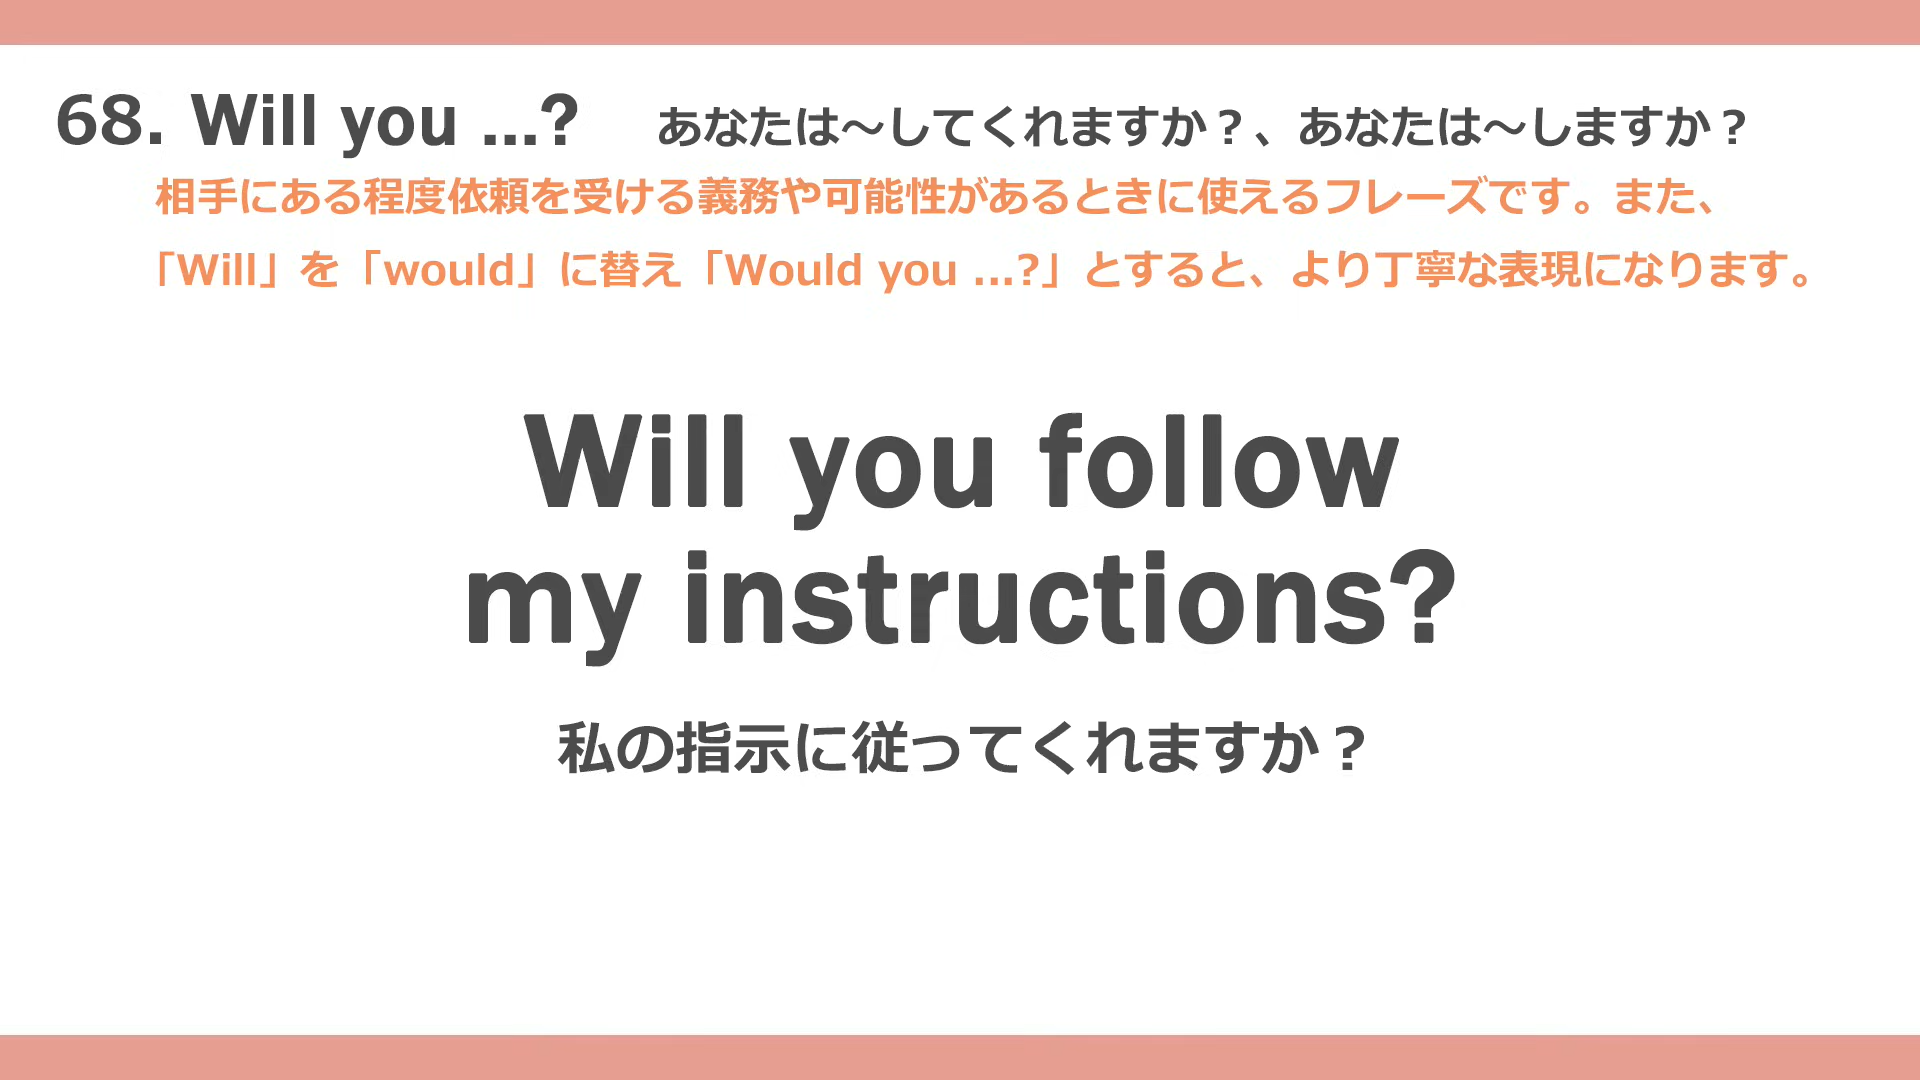 68. Will you ...? あなたは～してくれますか？、あなたは～しますか？
相手にある程度依頼を受ける義務や可能性があるときに使えるフレーズです。また、
「Will」を「would」に替え「Would you ...?」とすると、より丁寧な表現になります。
Will you follow
my instructions?
私の指示に従ってくれますか？